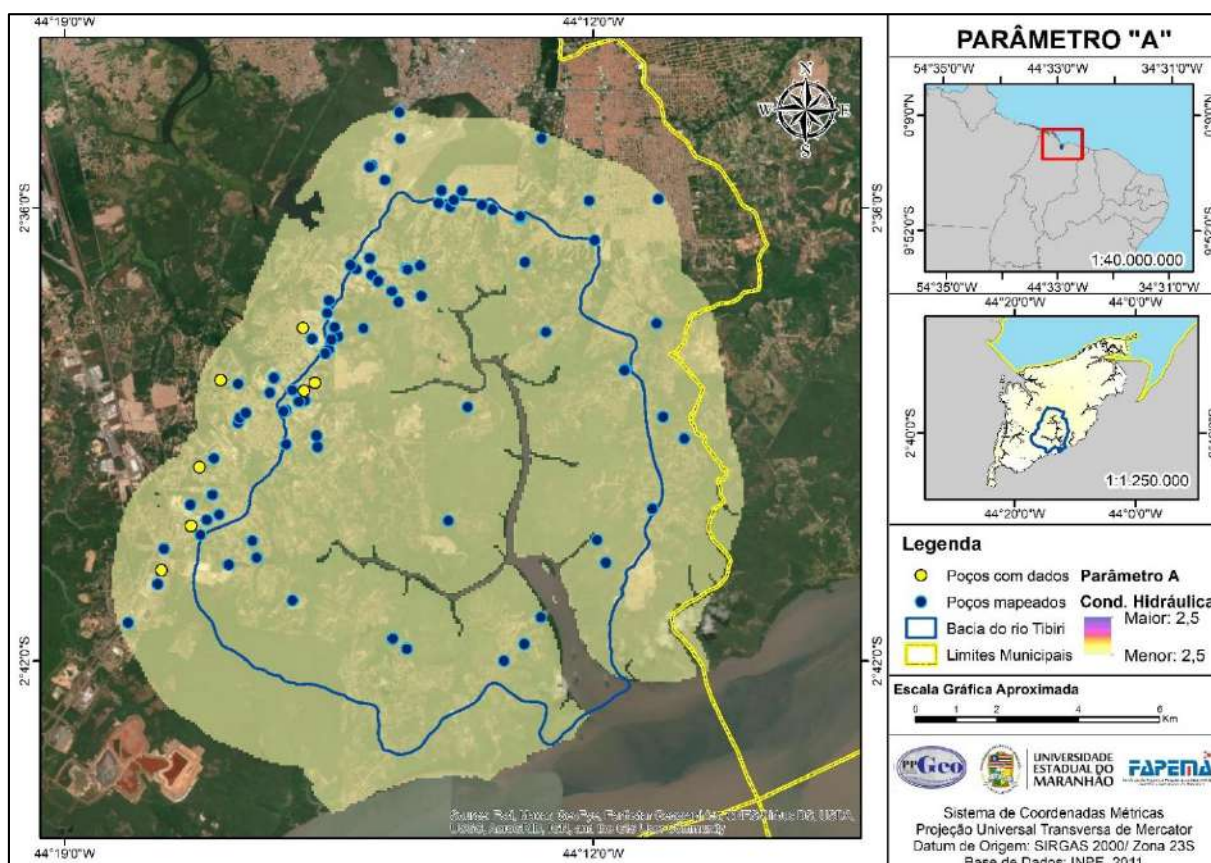 44°19'0"W
44°12'0"W
2°36'0"S
2°36'0"S
2°42'0"S
2°42'0"S
44°19'0"W
44°12'0"W
N
W E
S
PARÂMETRO "A"
54°35'0"W 44°33'0"W 34°31'0"W
0°9'0"N
0°9'0"N
9°52'0"S
9°52'0"S
1:40.000.000
54°35'0"W 44°33'0"W 34°31'0"W
44°20'0"W 44°0'0"W
2°40'0"S
1:1.250.000
44°20'0"W 44°0'0"W
Legenda
Poços com dados
Poços mapeados
Bacia do rio Tibiri
Limites Municipais
Parâmetro A
Cond. Hidráulica
Maior: 2,5
Menor: 2,5
Escala Gráfica Aproximada
0 1 2 4 6
Km
PPGeo
UNIVERSIDADE
ESTADUAL DO
MARANHÃO
FAPEMA
Sistema de Coordenadas Métricas
Projeção Universal Transversa de Mercator
Datum de Origem: SIRGAS 2000/ Zona 23S
Base de Dados: INPE, 2011
and the GIS User Community